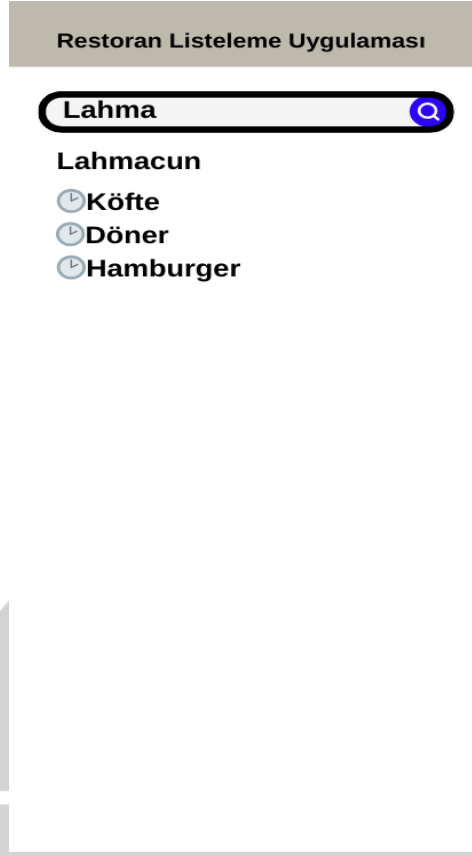 Restoran Listeleme Uygulaması
Lahma
Lahmacun
Köfte
Döner
Hamburger